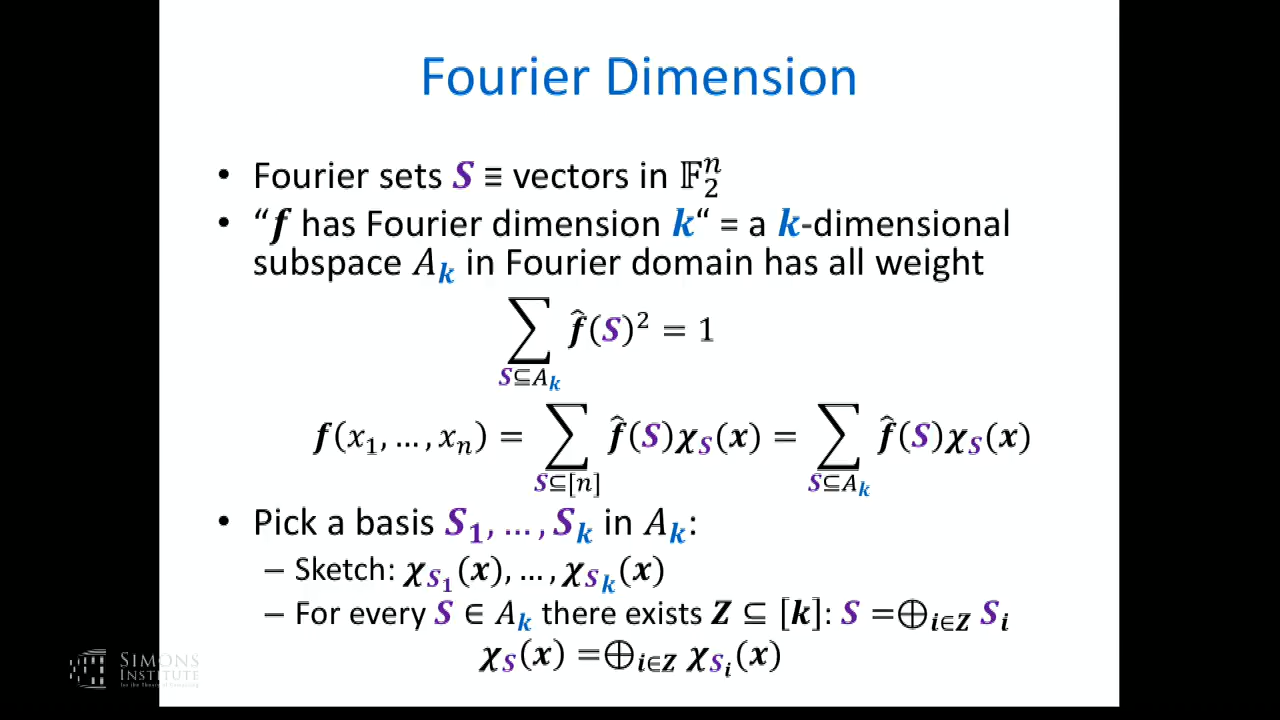 Fourier Dimension
• Fourier sets S ≡ vectors in 𝔽₂ⁿ
• “f has Fourier dimension k“ = a k-dimensional
subspace A_k in Fourier domain has all weight
∑_{S⊆A_k} f̂(S)² = 1
f(x₁, …, xₙ) = ∑_{S⊆[n]} f̂(S)χ_S(x) = ∑_{S⊆A_k} f̂(S)χ_S(x)
• Pick a basis S₁, … , S_k in A_k:
– Sketch: χ_{S₁}(x), … , χ_{S_k}(x)
– For every S ∈ A_k there exists Z ⊆ [k]: S =⊕_{i∈Z} S_i
χ_S(x) =⊕_{i∈Z} χ_{S_i}(x)
SIMONS
INSTITUTE